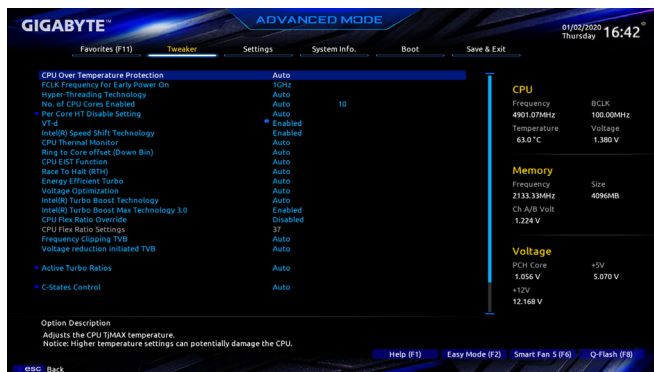 GIGABYTE™
ADVANCED MODE
01/02/2020 Thursday 16:42
Favorites (F11) Tweaker Settings System Info. Boot Save & Exit
CPU Over Temperature Protection Auto
FCLK Frequency for Early Power On 1GHz
Hyper-Threading Technology Auto
No. of CPU Cores Enabled Auto 10
Per Core HT Disable Setting Auto
VT-d * Enabled
Intel(R) Speed Shift Technology Enabled
CPU Thermal Monitor Auto
Ring to Core offset (Down Bin) Auto
CPU EIST Function Auto
Race To Halt (RTH) Auto
Energy Efficient Turbo Auto
Voltage Optimization Auto
Intel(R) Turbo Boost Technology Auto
Intel(R) Turbo Boost Max Technology 3.0 Enabled
CPU Flex Ratio Override Disabled
CPU Flex Ratio Settings 37
Frequency Clipping TVB Auto
Voltage reduction initiated TVB Auto
Active Turbo Ratios Auto
C-States Control Auto
CPU
Frequency BCLK
4901.07MHz 100.00MHz
Temperature Voltage
63.0 °C 1.380 V
Memory
Frequency Size
2133.33MHz 4096MB
Ch A/B Volt
1.224 V
Voltage
PCH Core +5V
1.056 V 5.070 V
+12V
12.168 V
Option Description
Adjusts the CPU TjMAX temperature.
Notice: Higher temperature settings can potentially damage the CPU.
Help (F1) Easy Mode (F2) Smart Fan 5 (F6) Q-Flash (F8)
esc Back